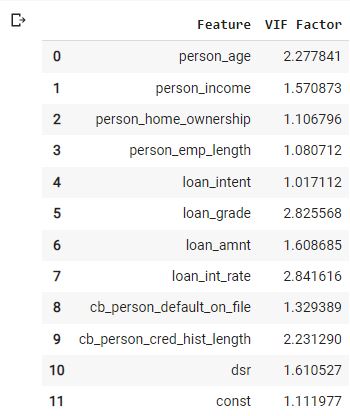 Feature VIF Factor
0 person_age 2.277841
1 person_income 1.570873
2 person_home_ownership 1.106796
3 person_emp_length 1.080712
4 loan_intent 1.017112
5 loan_grade 2.825568
6 loan_amnt 1.608685
7 loan_int_rate 2.841616
8 cb_person_default_on_file 1.329389
9 cb_person_cred_hist_length 2.231290
10 dsr 1.610527
11 const 1.111977